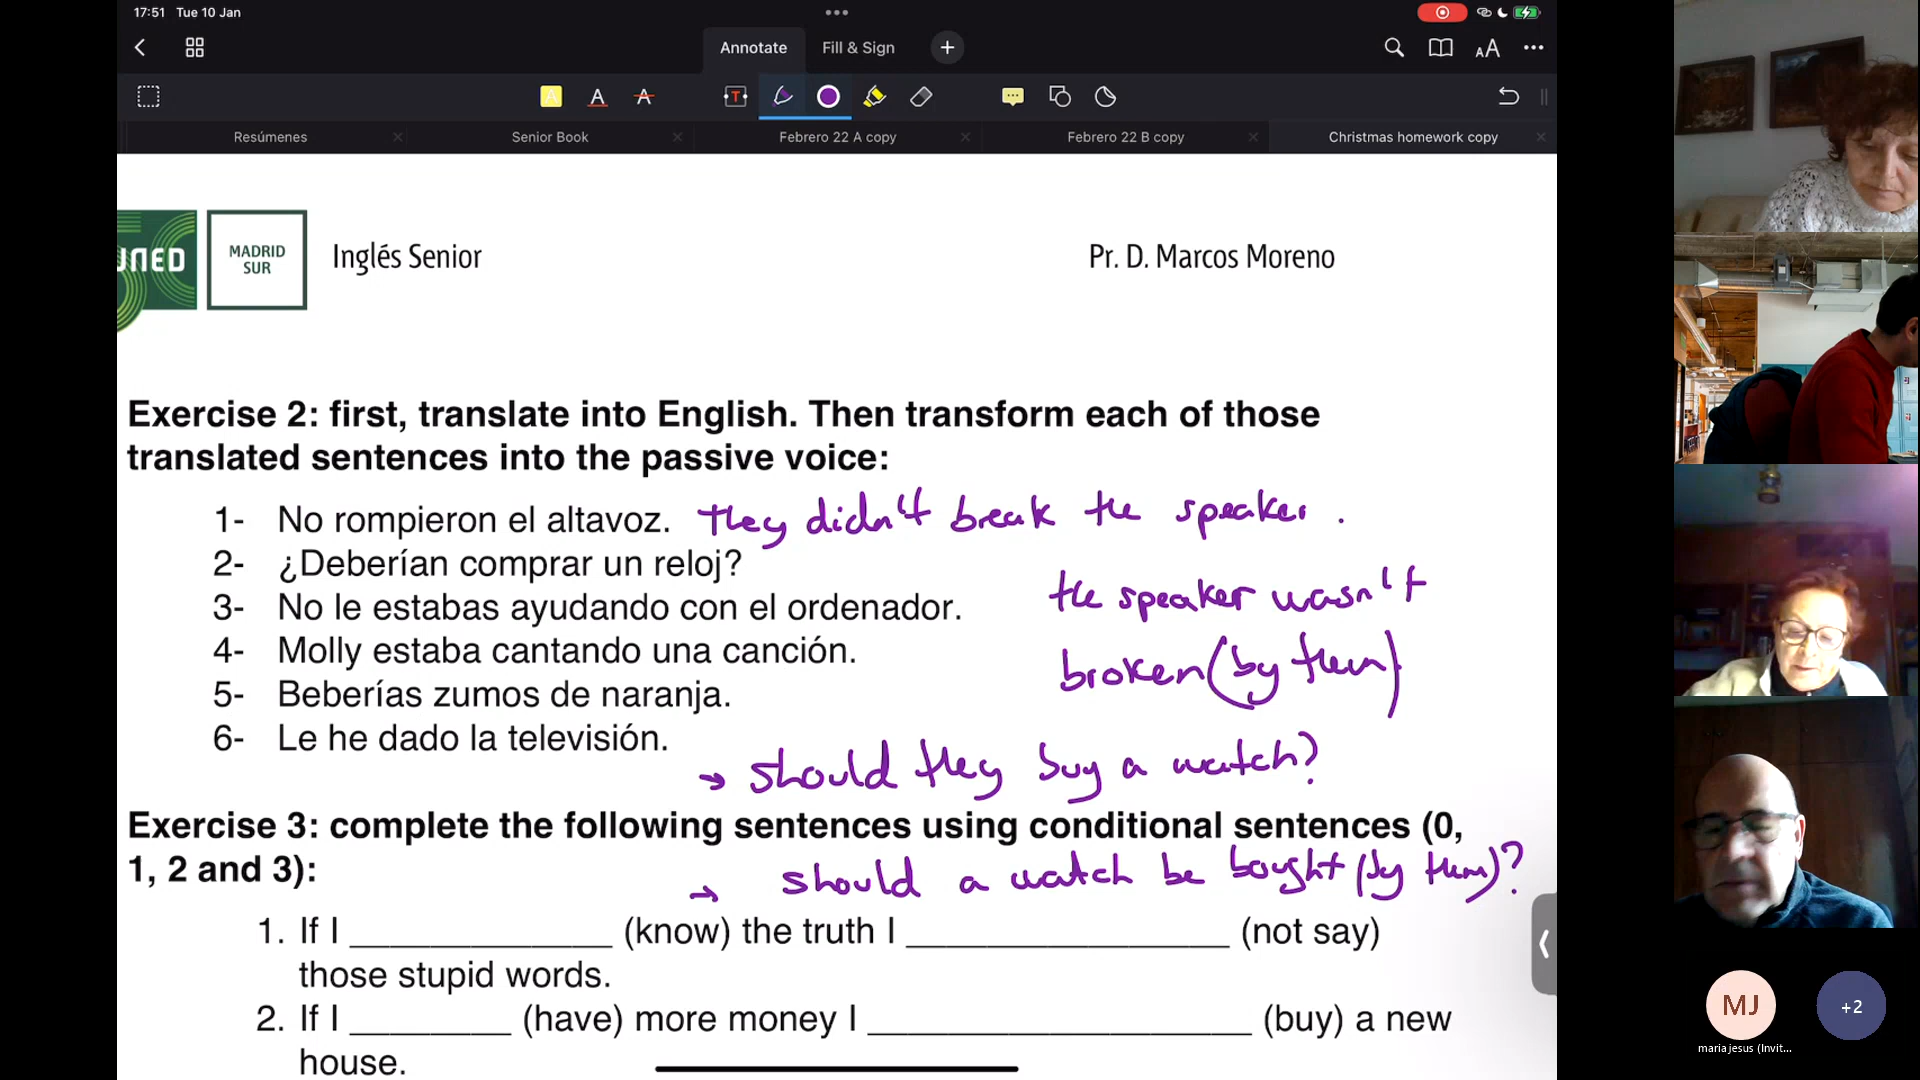 17:51 Tue 10 Jan
Annotate
Fill & Sign
AA
A
A
A
T
Resúmenes
Senior Book
Febrero 22 A copy
Febrero 22 B copy
Christmas homework copy
UNED
MADRID
SUR
Inglés Senior
Pr. D. Marcos Moreno
Exercise 2: first, translate into English. Then transform each of those
translated sentences into the passive voice:
1- No rompieron el altavoz. they didn't break the speaker.
2- ¿Deberían comprar un reloj?
the speaker wasn't
3- No le estabas ayudando con el ordenador.
4- Molly estaba cantando una canción.
broken (by them)
5- Beberías zumos de naranja.
6- Le he dado la televisión.
→ should they buy a watch?
Exercise 3: complete the following sentences using conditional sentences (0,
1, 2 and 3):
→ should a watch be bought (by them)?
1. If I _____________ (know) the truth I ________________ (not say)
those stupid words.
2. If I ________ (have) more money I ___________________ (buy) a new
house.
MJ
+2
maria jesus (Invit...